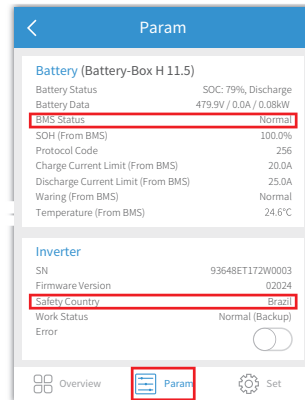 Param
Battery (Battery-Box H 11.5)
Battery Status SOC: 79%, Discharge
Battery Data 479.9V / 0.0A / 0.08kW
BMS Status Normal
SOH (From BMS) 100.0%
Protocol Code 256
Charge Current Limit (From BMS) 20.0A
Discharge Current Limit (From BMS) 25.0A
Waring (From BMS) Normal
Temperature (From BMS) 24.6°C
Inverter
SN 93648ET172W0003
Firmware Version 02024
Safety Country Brazil
Work Status Normal (Backup)
Error
Overview Param Set